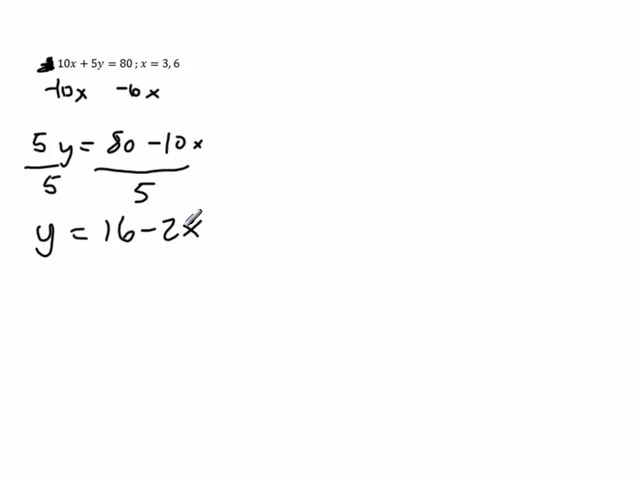 10x + 5y = 80 ; x = 3, 6
-10x -10x
5y = 80 - 10x
5 5
y = 16 - 2x